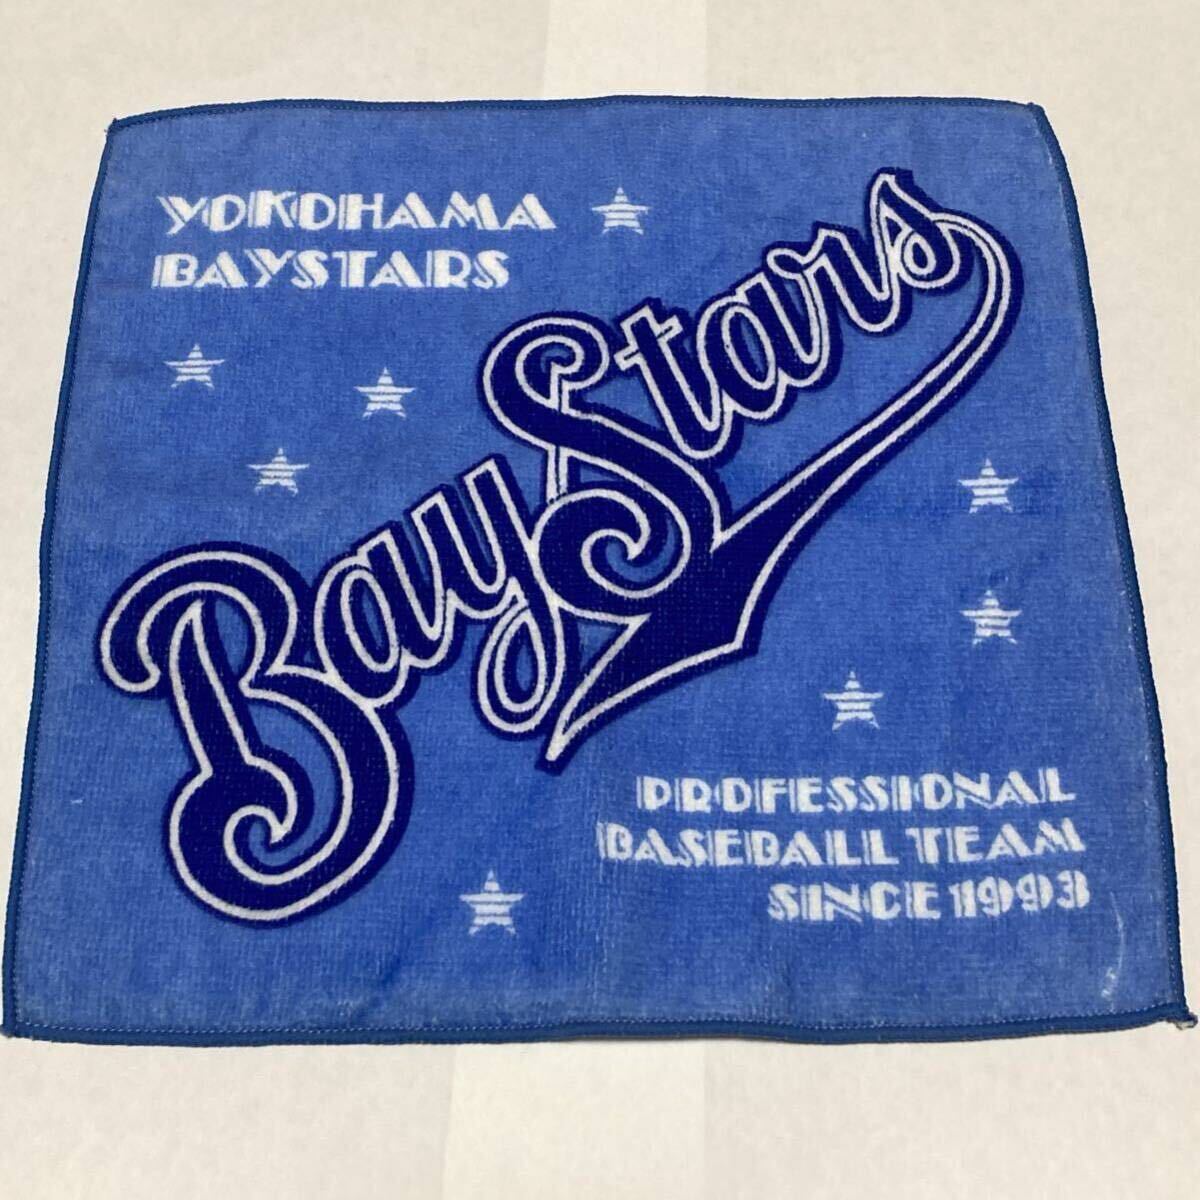 YOKOHAMA
BAYSTARS
BayStars
PROFESSIONAL
BASEBALL TEAM
SINCE 1993